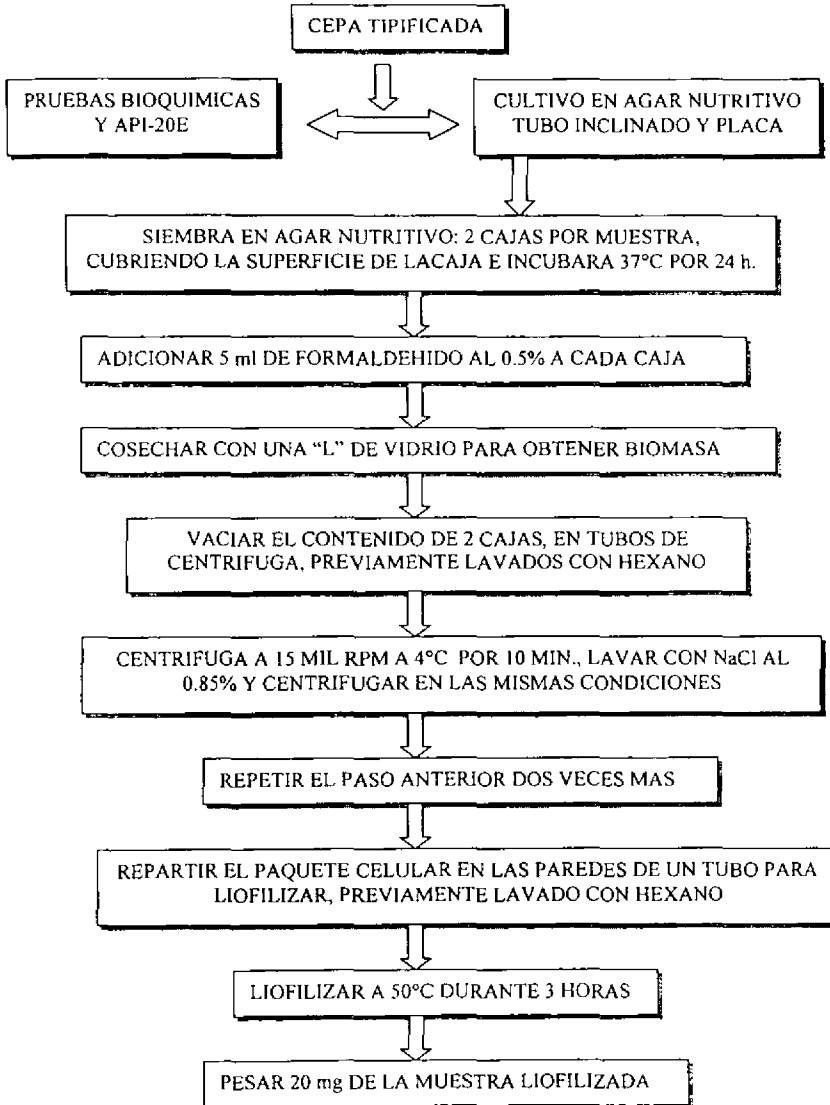 CEPA TIPIFICADA
PRUEBAS BIOQUIMICAS
Y API-20E
CULTIVO EN AGAR NUTRITIVO
TUBO INCLINADO Y PLACA
SIEMBRA EN AGAR NUTRITIVO: 2 CAJAS POR MUESTRA,
CUBRIENDO LA SUPERFICIE DE LACAJA E INCUBARA 37°C POR 24 h.
ADICIONAR 5 ml DE FORMALDEHIDO AL 0.5% A CADA CAJA
COSECHAR CON UNA “L” DE VIDRIO PARA OBTENER BIOMASA
VACIAR EL CONTENIDO DE 2 CAJAS, EN TUBOS DE
CENTRIFUGA, PREVIAMENTE LAVADOS CON HEXANO
CENTRIFUGA A 15 MIL RPM A 4°C POR 10 MIN., LAVAR CON NaCl AL
0.85% Y CENTRIFUGAR EN LAS MISMAS CONDICIONES
REPETIR EL PASO ANTERIOR DOS VECES MAS
REPARTIR EL PAQUETE CELULAR EN LAS PAREDES DE UN TUBO PARA
LIOFILIZAR, PREVIAMENTE LAVADO CON HEXANO
LIOFILIZAR A 50°C DURANTE 3 HORAS
PESAR 20 mg DE LA MUESTRA LIOFILIZADA